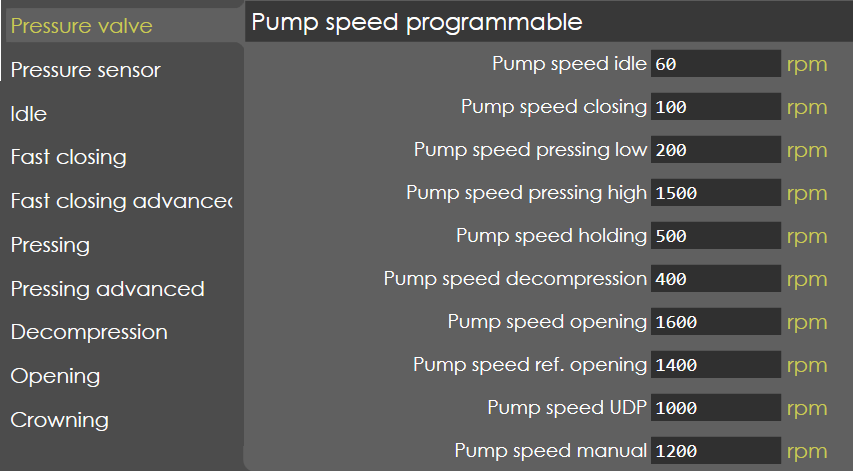 Pressure valve
Pressure sensor
Idle
Fast closing
Fast closing advanced
Pressing
Pressing advanced
Decompression
Opening
Crowning
Pump speed programmable
Pump speed idle 60 rpm
Pump speed closing 100 rpm
Pump speed pressing low 200 rpm
Pump speed pressing high 1500 rpm
Pump speed holding 500 rpm
Pump speed decompression 400 rpm
Pump speed opening 1600 rpm
Pump speed ref. opening 1400 rpm
Pump speed UDP 1000 rpm
Pump speed manual 1200 rpm